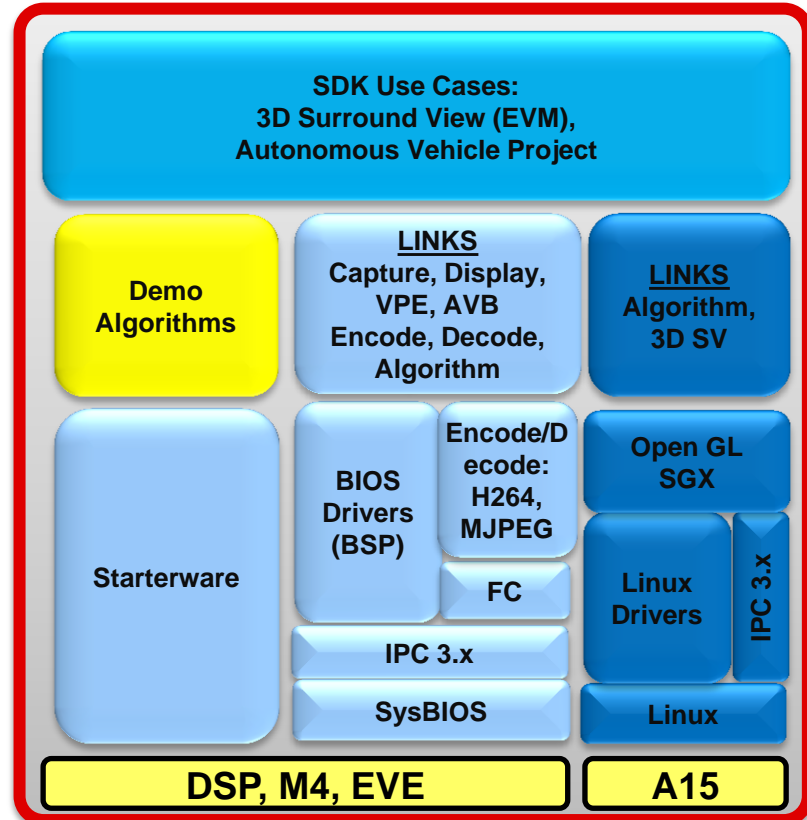 SDK Use Cases:
3D Surround View (EVM),
Autonomous Vehicle Project
Demo
Algorithms
LINKS
Capture, Display,
VPE, AVB
Encode, Decode,
Algorithm
LINKS
Algorithm,
3D SV
Starterware
BIOS
Drivers
(BSP)
Encode/D
ecode:
H264,
MJPEG
FC
IPC 3.x
SysBIOS
Open GL
SGX
Linux
Drivers
IPC 3.x
Linux
DSP, M4, EVE
A15